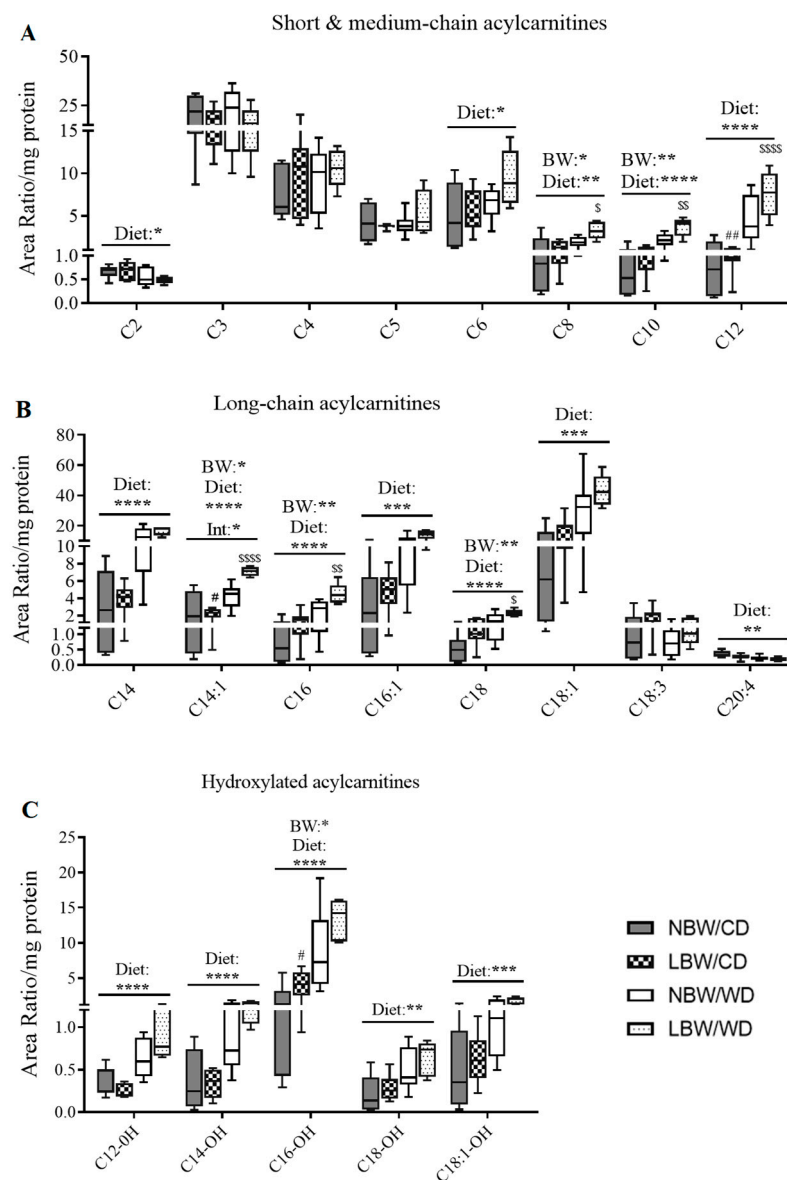 A
Short & medium-chain acylcarnitines
Area Ratio/mg protein
50
25
15
10
5
1.0
0.5
0.0
Diet:*
Diet:*
BW:*
Diet:**
$
BW:**
Diet:****
$$
Diet:
****
##
$$$$
C2
C3
C4
C5
C6
C8
C10
C12
B
Long-chain acylcarnitines
Area Ratio/mg protein
80
60
40
20
10
8
6
4
2
1.0
0.5
0.0
Diet:
****
BW:*
Diet:
****
Int:*
#
$$$$
BW:**
Diet:
****
$$
Diet:
***
BW:**
Diet:
****
$
Diet:
***
Diet:
**
C14
C14:1
C16
C16:1
C18
C18:1
C18:3
C20:4
C
Hydroxylated acylcarnitines
Area Ratio/mg protein
25
20
15
10
5
1.0
0.5
0.0
Diet:
****
Diet:
****
BW:*
Diet:
****
#
Diet:**
Diet:***
C12-0H
C14-OH
C16-OH
C18-OH
C18:1-OH
NBW/CD
LBW/CD
NBW/WD
LBW/WD